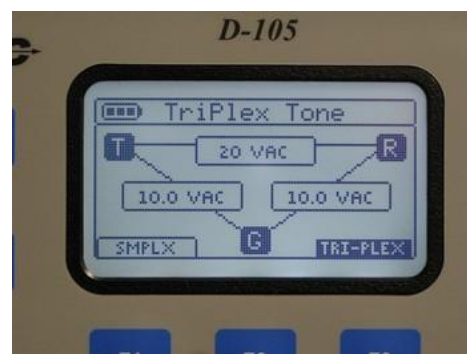 D-105
TriPlex Tone
T
20 VAC
R
10.0 VAC
10.0 VAC
G
SMPLX
TRI-PLEX